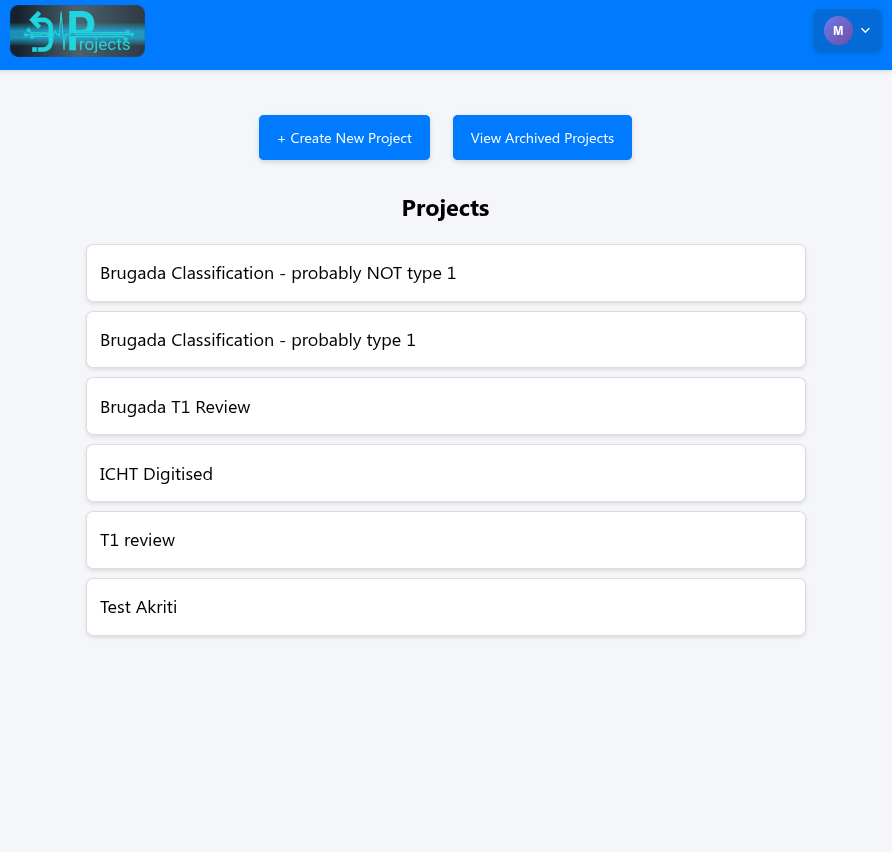 Projects
M
+ Create New Project
View Archived Projects
Projects
Brugada Classification - probably NOT type 1
Brugada Classification - probably type 1
Brugada T1 Review
ICHT Digitised
T1 review
Test Akriti